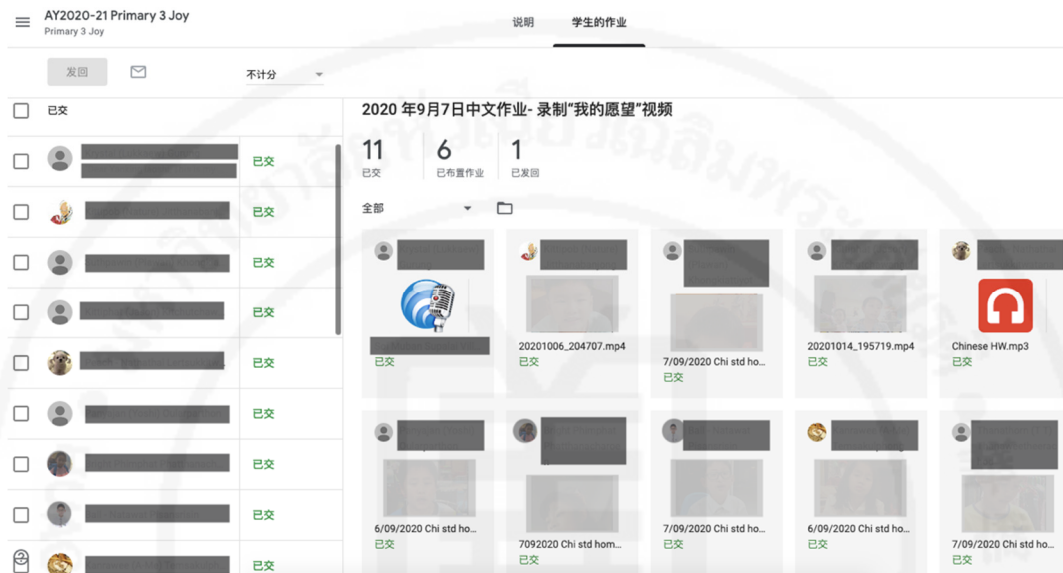 AY2020-21 Primary 3 Joy
Primary 3 Joy
说明
学生的作业
发回
不计分
已交
2020 年9月7日中文作业- 录制“我的愿望”视频
11
已交
6
已布置作业
1
已发回
全部
已交
已交
已交
已交
已交
已交
已交
已交
已交
已交
20201006_204707.mp4
已交
7/09/2020 Chi std ho...
已交
20201014_195719.mp4
已交
Chinese HW.mp3
已交
6/09/2020 Chi std ho...
已交
7092020 Chi std hom...
已交
7/09/2020 Chi std ho...
已交
6/09/2020 Chi std ho...
已交
7/09/2020 Chi std ho...
已交